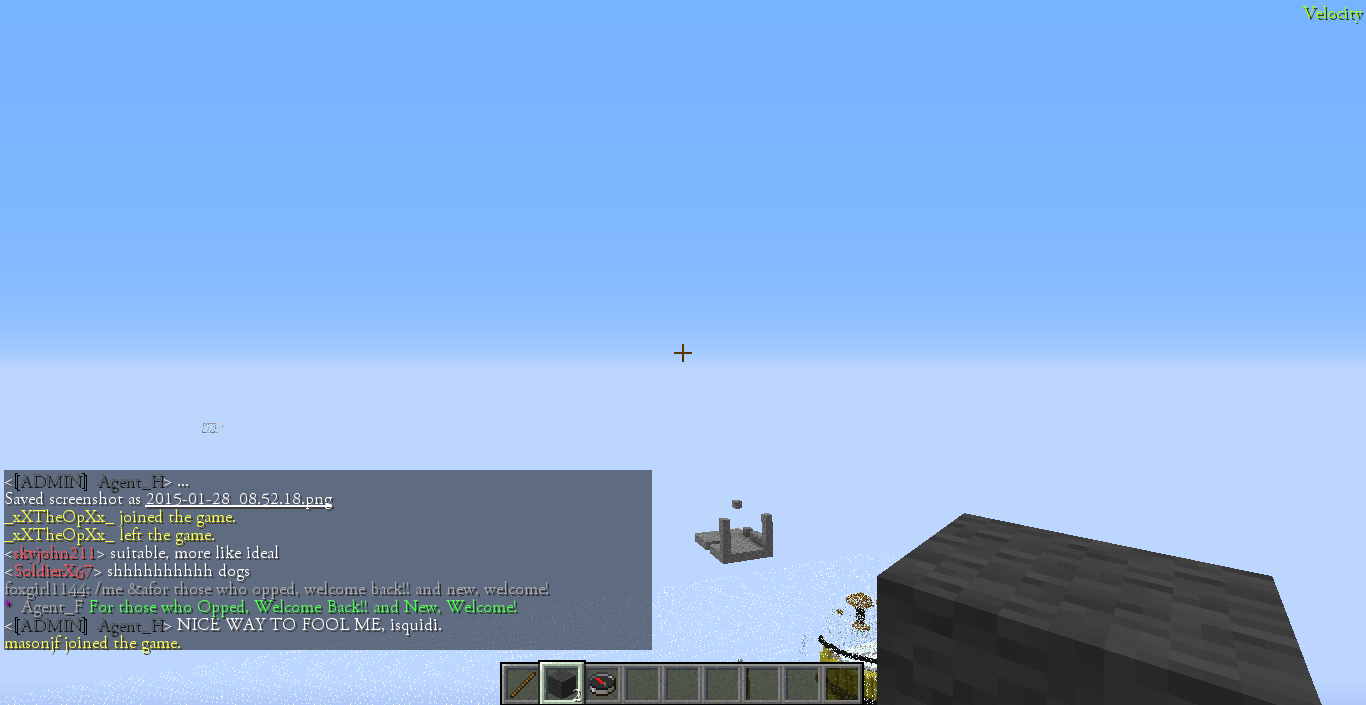 Velocity
<[ADMIN] Agent_H> ...
Saved screenshot as 2015-01-28_08.52.18.png
_xXTheOpXx_ joined the game.
_xXTheOpXx_ left the game.
<skyjohn211> suitable, more like ideal
<SoldierX67> shhhhhhhhhhh dogs
foxgirl1144: /me &afor those who opped, welcome back!! and new, welcome!
* Agent_F For those who Opped, Welcome Back!! and New, Welcome!
<[ADMIN] Agent_H> NICE WAY TO FOOL ME, isquidi.
masonjf joined the game.
2